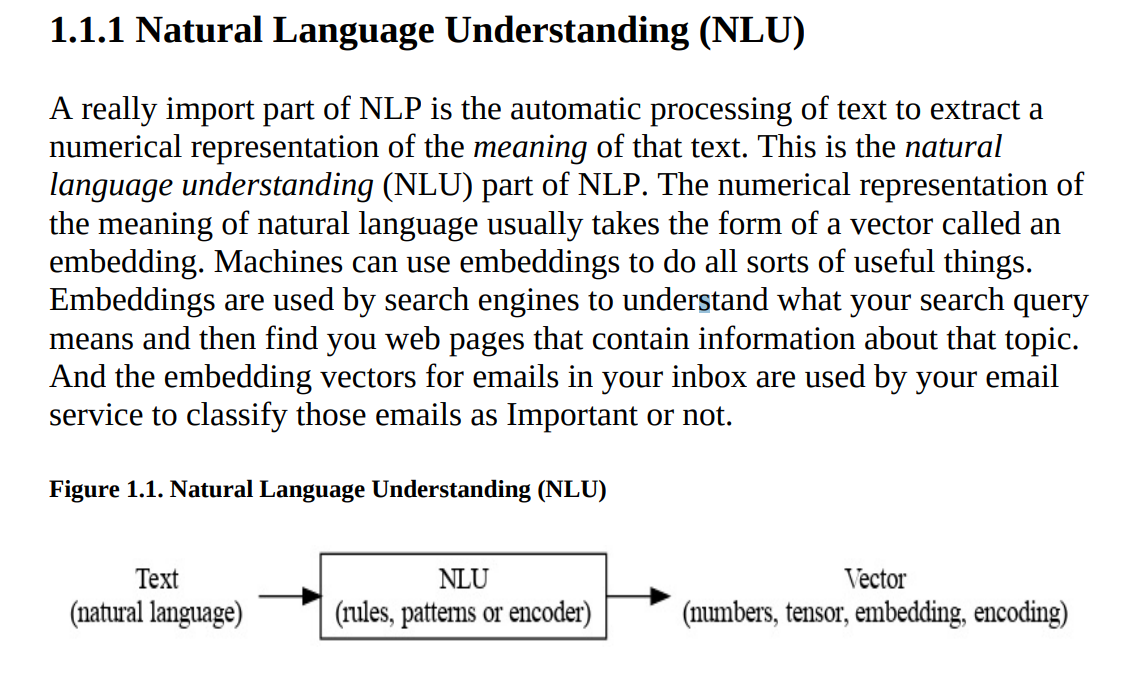 1.1.1 Natural Language Understanding (NLU)
A really import part of NLP is the automatic processing of text to extract a
numerical representation of the meaning of that text. This is the natural
language understanding (NLU) part of NLP. The numerical representation of
the meaning of natural language usually takes the form of a vector called an
embedding. Machines can use embeddings to do all sorts of useful things.
Embeddings are used by search engines to understand what your search query
means and then find you web pages that contain information about that topic.
And the embedding vectors for emails in your inbox are used by your email
service to classify those emails as Important or not.
Figure 1.1. Natural Language Understanding (NLU)
Text
(natural language)
NLU
(rules, patterns or encoder)
Vector
(numbers, tensor, embedding, encoding)